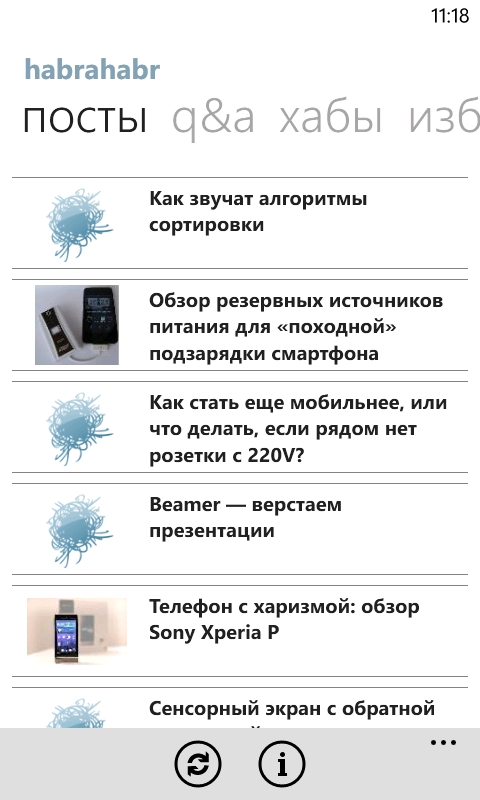 11:18
habrahabr
посты q&a хабы изб
Как звучат алгоритмы
сортировки
Обзор резервных источников
питания для «походной»
подзарядки смартфона
Как стать еще мобильнее, или
что делать, если рядом нет
розетки с 220V?
Beamer — верстаем
презентации
Телефон с харизмой: обзор
Sony Xperia P
Сенсорный экран с обратной